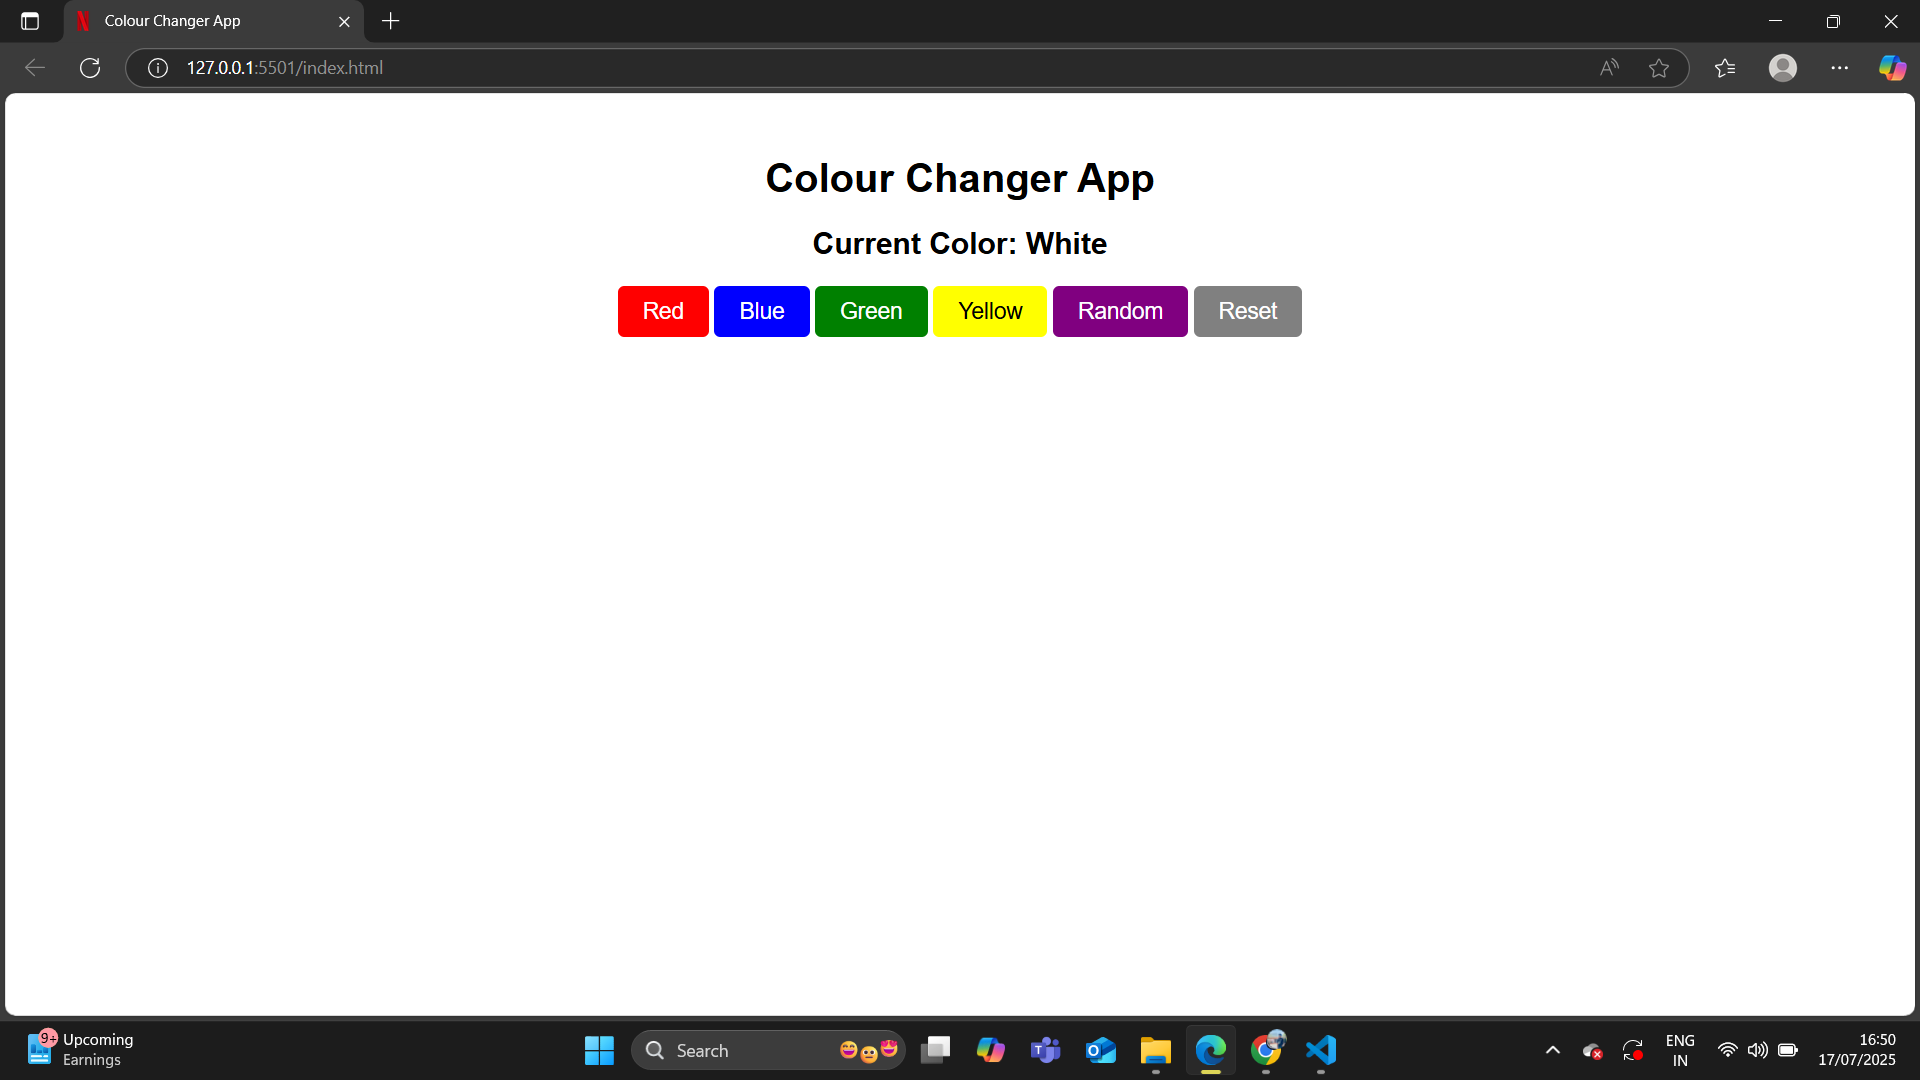 Colour Changer App
127.0.0.1:5501/index.html
Colour Changer App
Current Color: White
Red Blue Green Yellow Random Reset
9+ Upcoming
Earnings
Search
ENG
IN
16:50
17/07/2025